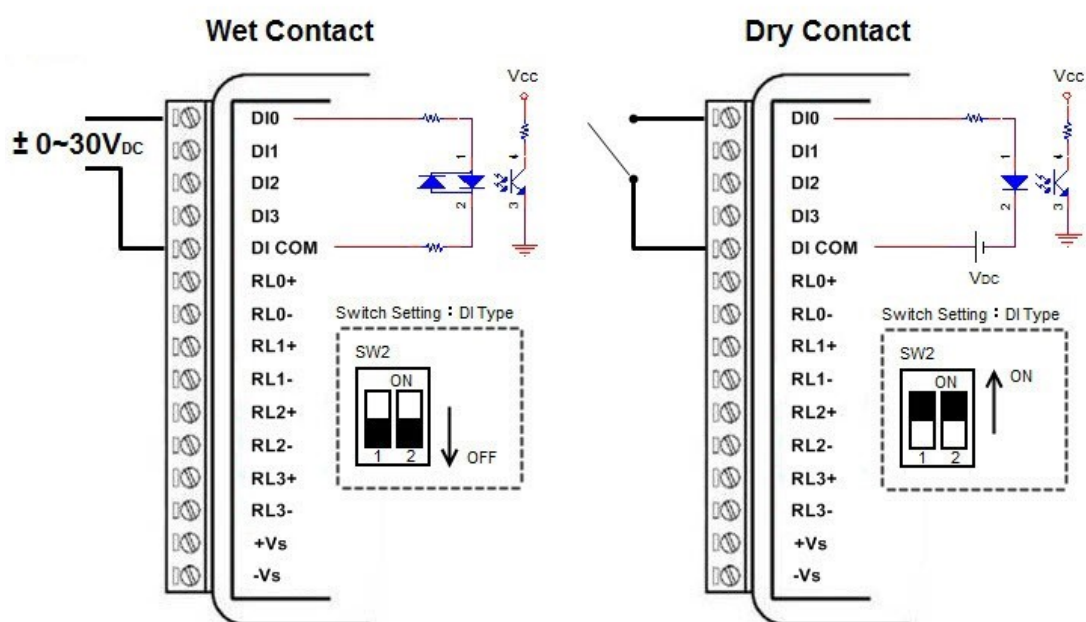 Wet Contact
± 0~30VDC
DI0
DI1
DI2
DI3
DI COM
RL0+
RL0-
RL1+
RL1-
RL2+
RL2-
RL3+
RL3-
+Vs
-Vs
Vcc
1
4
2
3
Switch Setting : DI Type
SW2
ON
1 2
OFF
Dry Contact
DI0
DI1
DI2
DI3
DI COM
RL0+
RL0-
RL1+
RL1-
RL2+
RL2-
RL3+
RL3-
+Vs
-Vs
Vcc
1
4
2
3
VDC
Switch Setting : DI Type
SW2
ON
1 2
ON